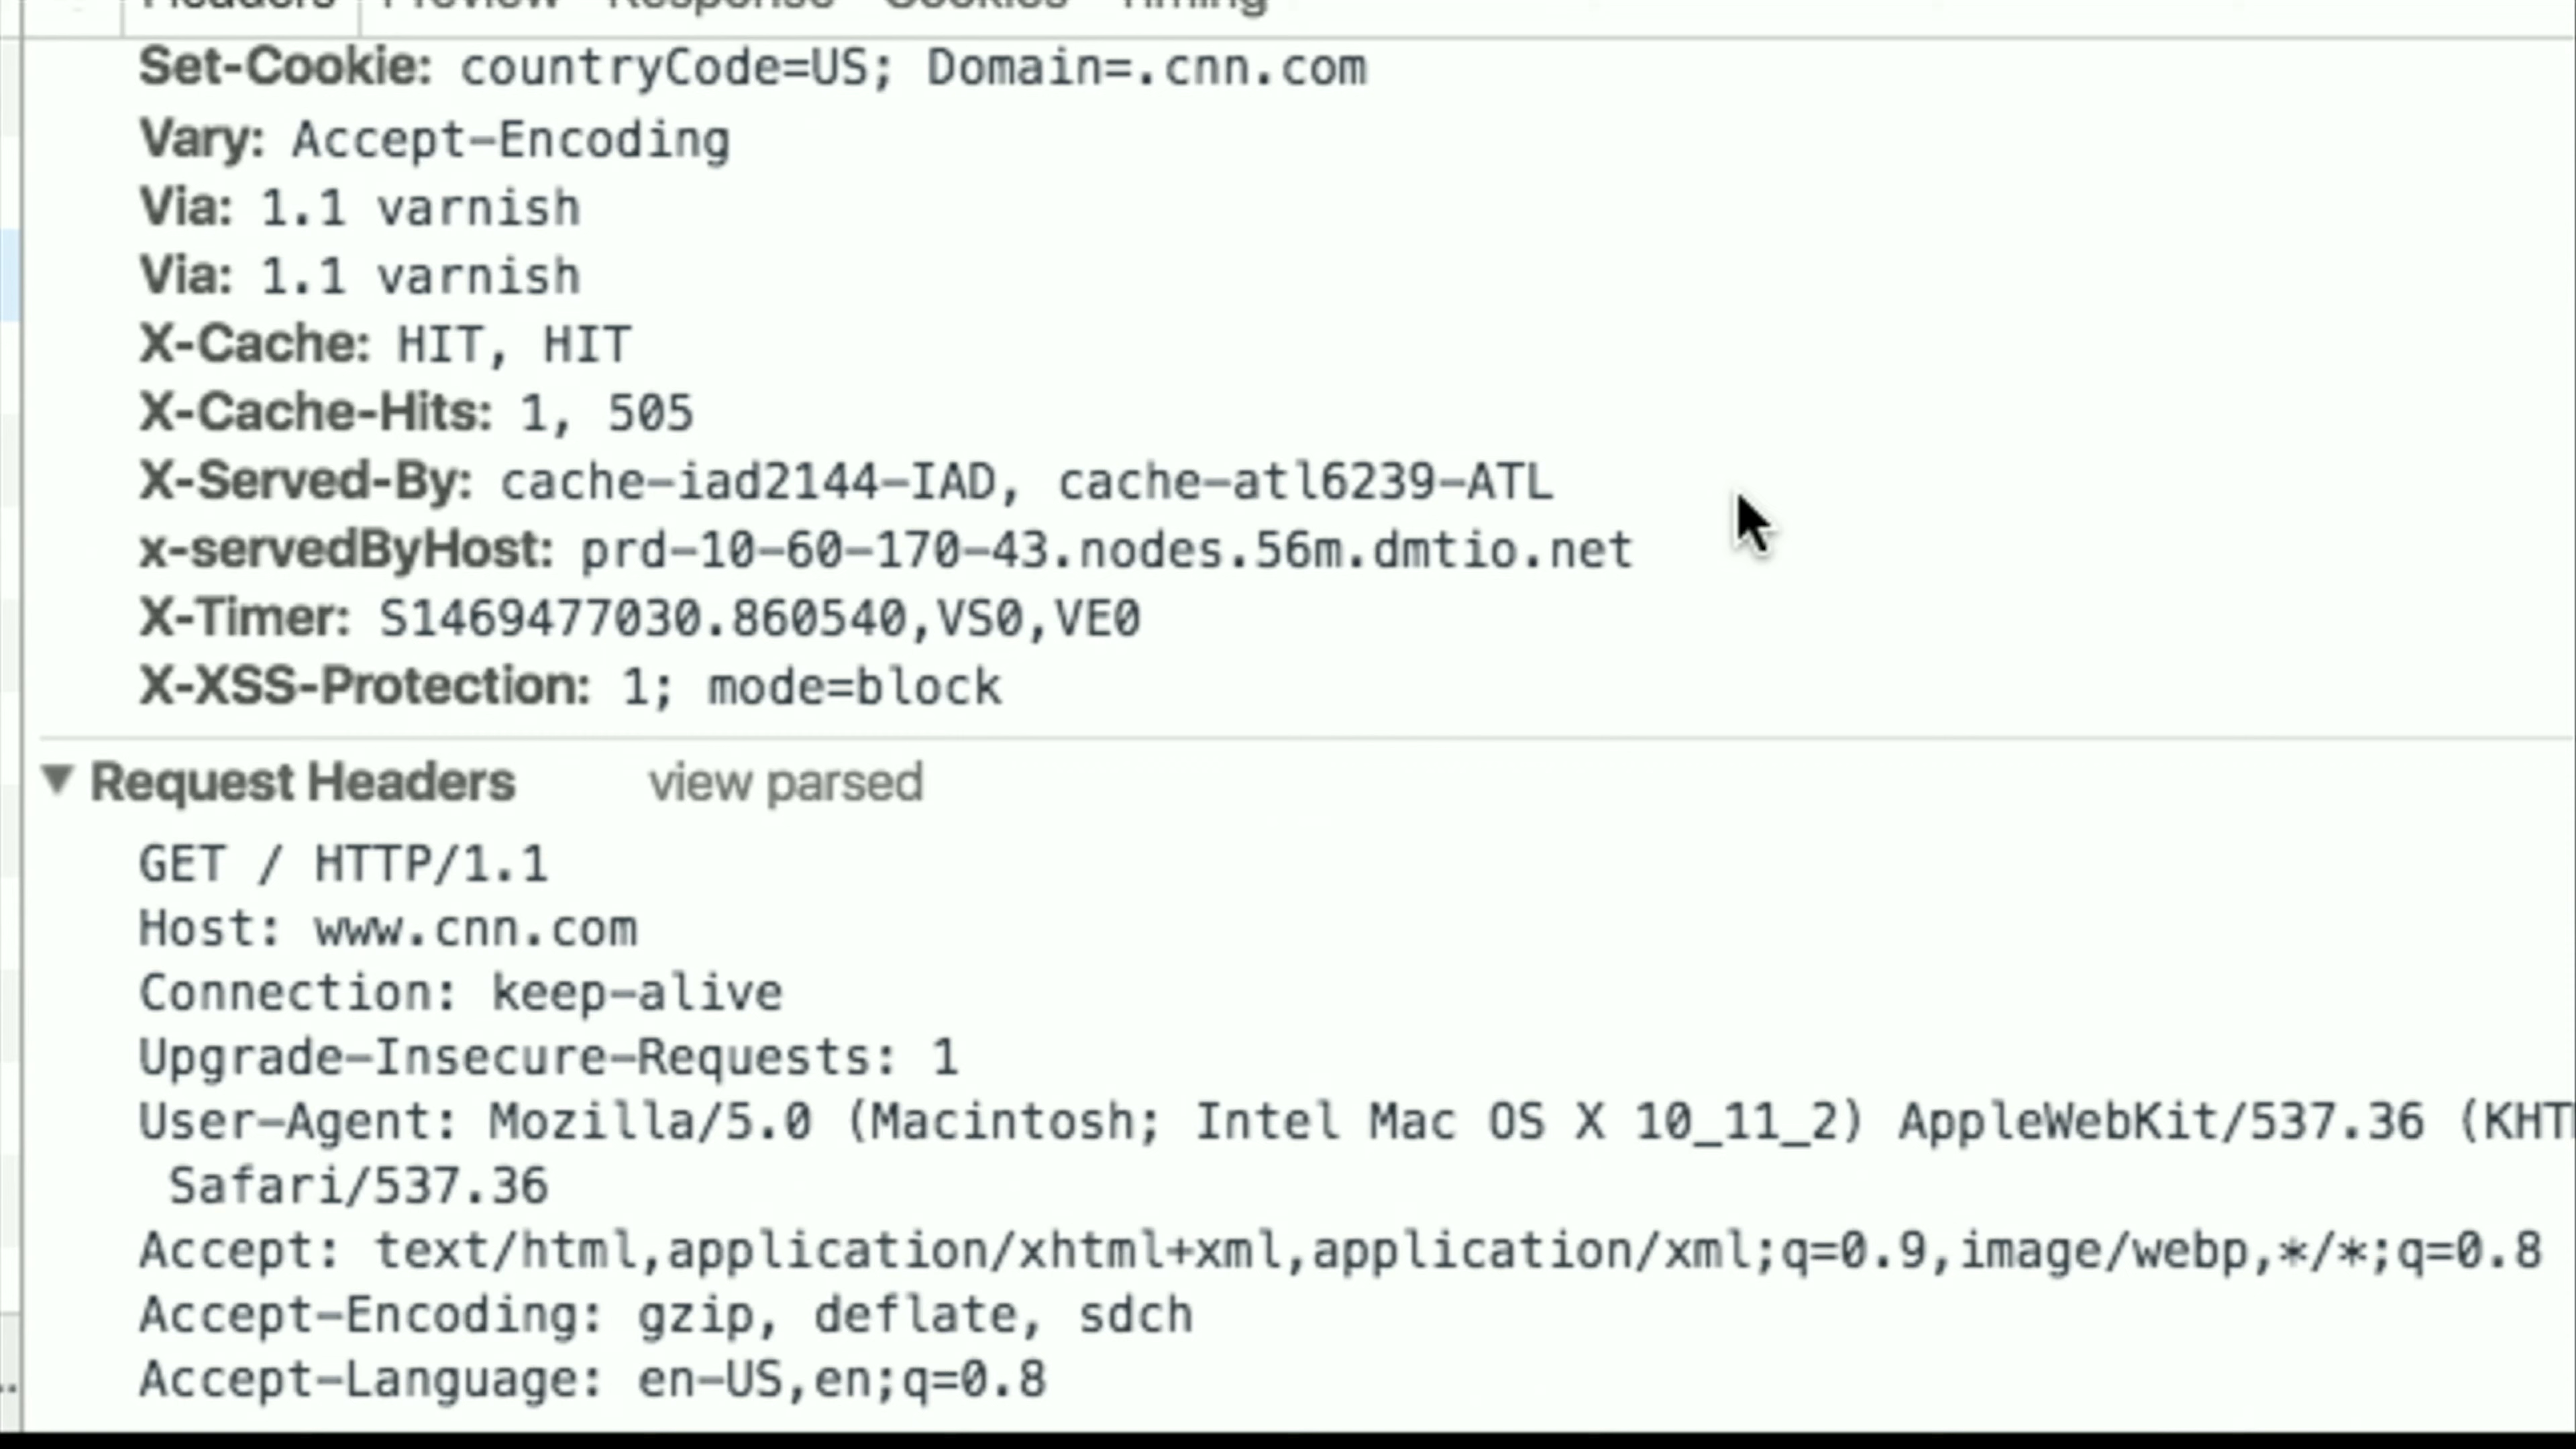 Headers Preview Response Cookies Timing
Set-Cookie: countryCode=US; Domain=.cnn.com
Vary: Accept-Encoding
Via: 1.1 varnish
Via: 1.1 varnish
X-Cache: HIT, HIT
X-Cache-Hits: 1, 505
X-Served-By: cache-iad2144-IAD, cache-atl6239-ATL
x-servedByHost: prd-10-60-170-43.nodes.56m.dmtio.net
X-Timer: S1469477030.860540,VS0,VE0
X-XSS-Protection: 1; mode=block
▼ Request Headers view parsed
GET / HTTP/1.1
Host: www.cnn.com
Connection: keep-alive
Upgrade-Insecure-Requests: 1
User-Agent: Mozilla/5.0 (Macintosh; Intel Mac OS X 10_11_2) AppleWebKit/537.36 (KHT
Safari/537.36
Accept: text/html,application/xhtml+xml,application/xml;q=0.9,image/webp,*/*;q=0.8
Accept-Encoding: gzip, deflate, sdch
Accept-Language: en-US,en;q=0.8